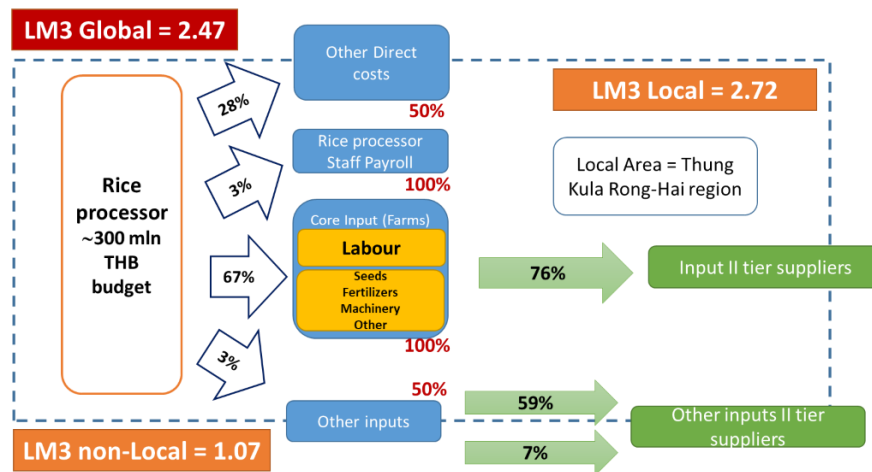 LM3 Global = 2.47
Other Direct
costs
50%
LM3 Local = 2.72
28%
Rice processor
Staff Payroll
100%
3%
Local Area = Thung
Kula Rong-Hai region
Rice
processor
~300 mln
THB
budget
Core Input (Farms)
Labour
Seeds
Fertilizers
Machinery
Other
100%
67%
76%
Input II tier suppliers
3%
50%
Other inputs
59%
7%
Other inputs II tier
suppliers
LM3 non-Local = 1.07